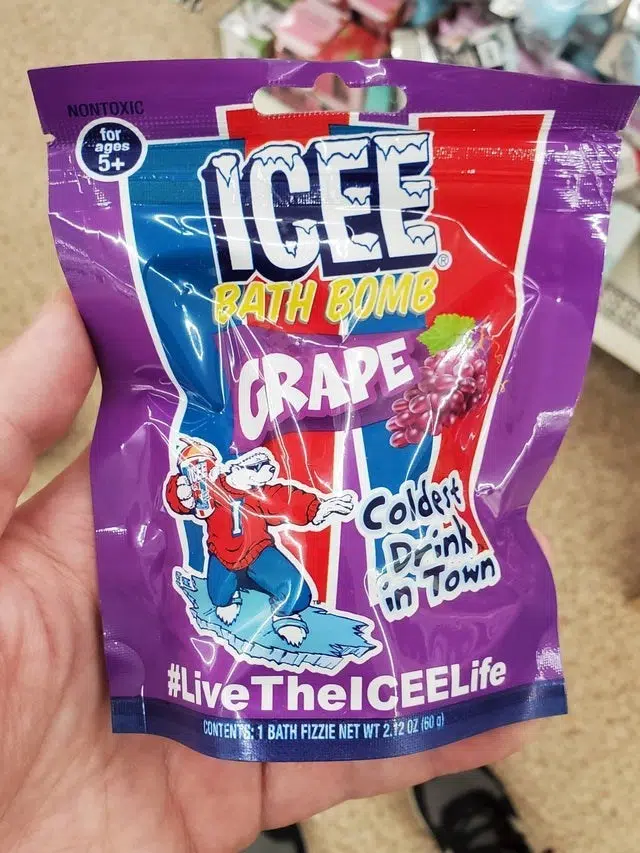 NONTOXIC
for
ages
5+
ICEE®
BATH BOMB
GRAPE
I
Coldest
Drink
in Town
#LiveTheICEELife
CONTENTS: 1 BATH FIZZIE NET WT 2.12 OZ (60 g)